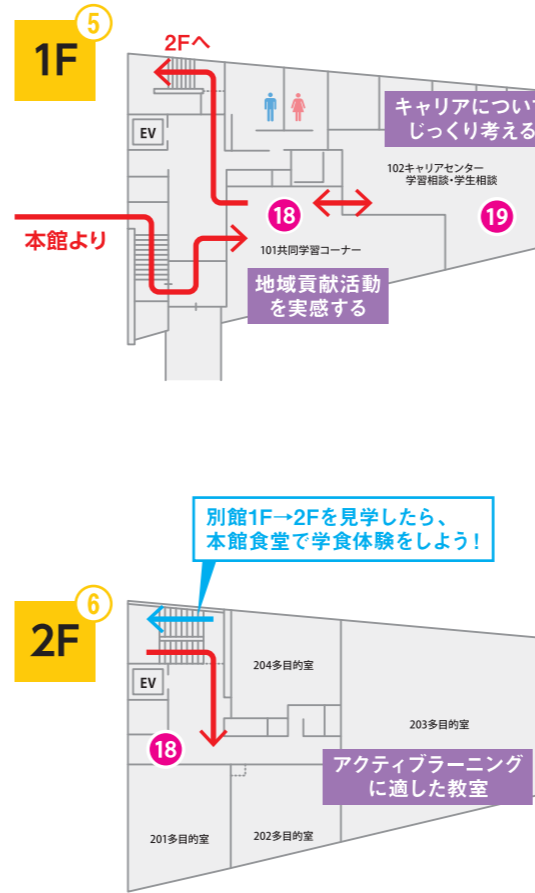 ⑤
1F
2Fへ
EV
キャリアについ
じっくり考える
102キャリアセンター
学習相談・学生相談
18
19
本館より
101共同学習コーナー
地域貢献活動
を実感する
別館1F→2Fを見学したら、
本館食堂で学食体験をしよう！
⑥
2F
204多目的室
EV
203多目的室
18
アクティブラーニング
に適した教室
201多目的室
202多目的室